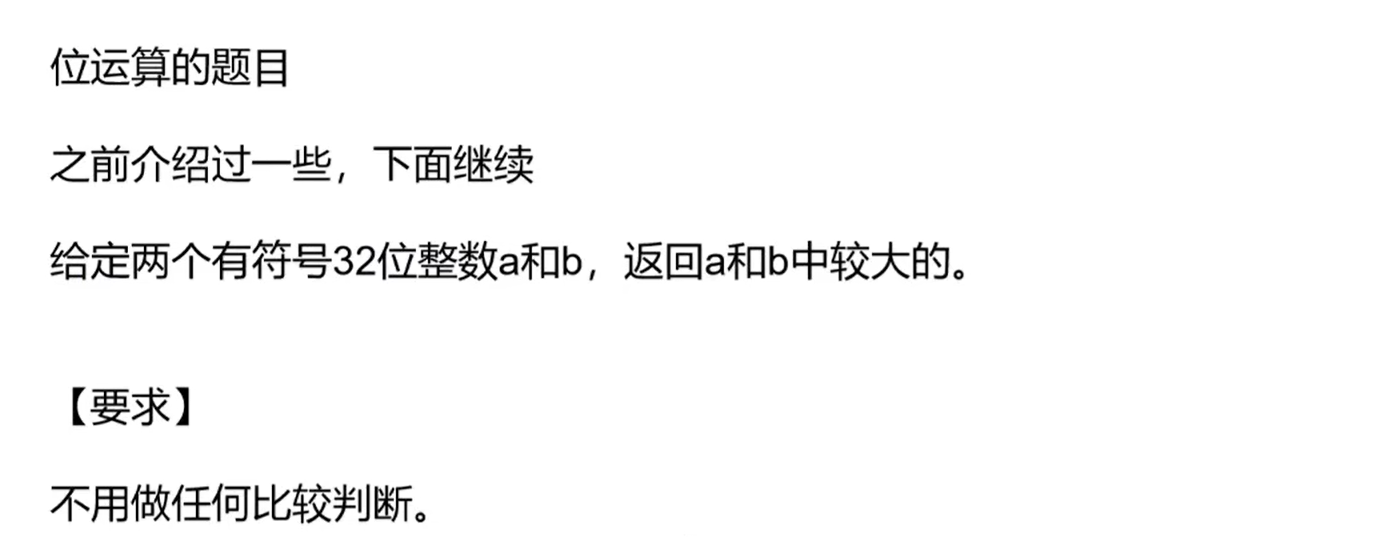 位运算的题目
之前介绍过一些，下面继续
给定两个有符号32位整数a和b，返回a和b中较大的。
【要求】
不用做任何比较判断。